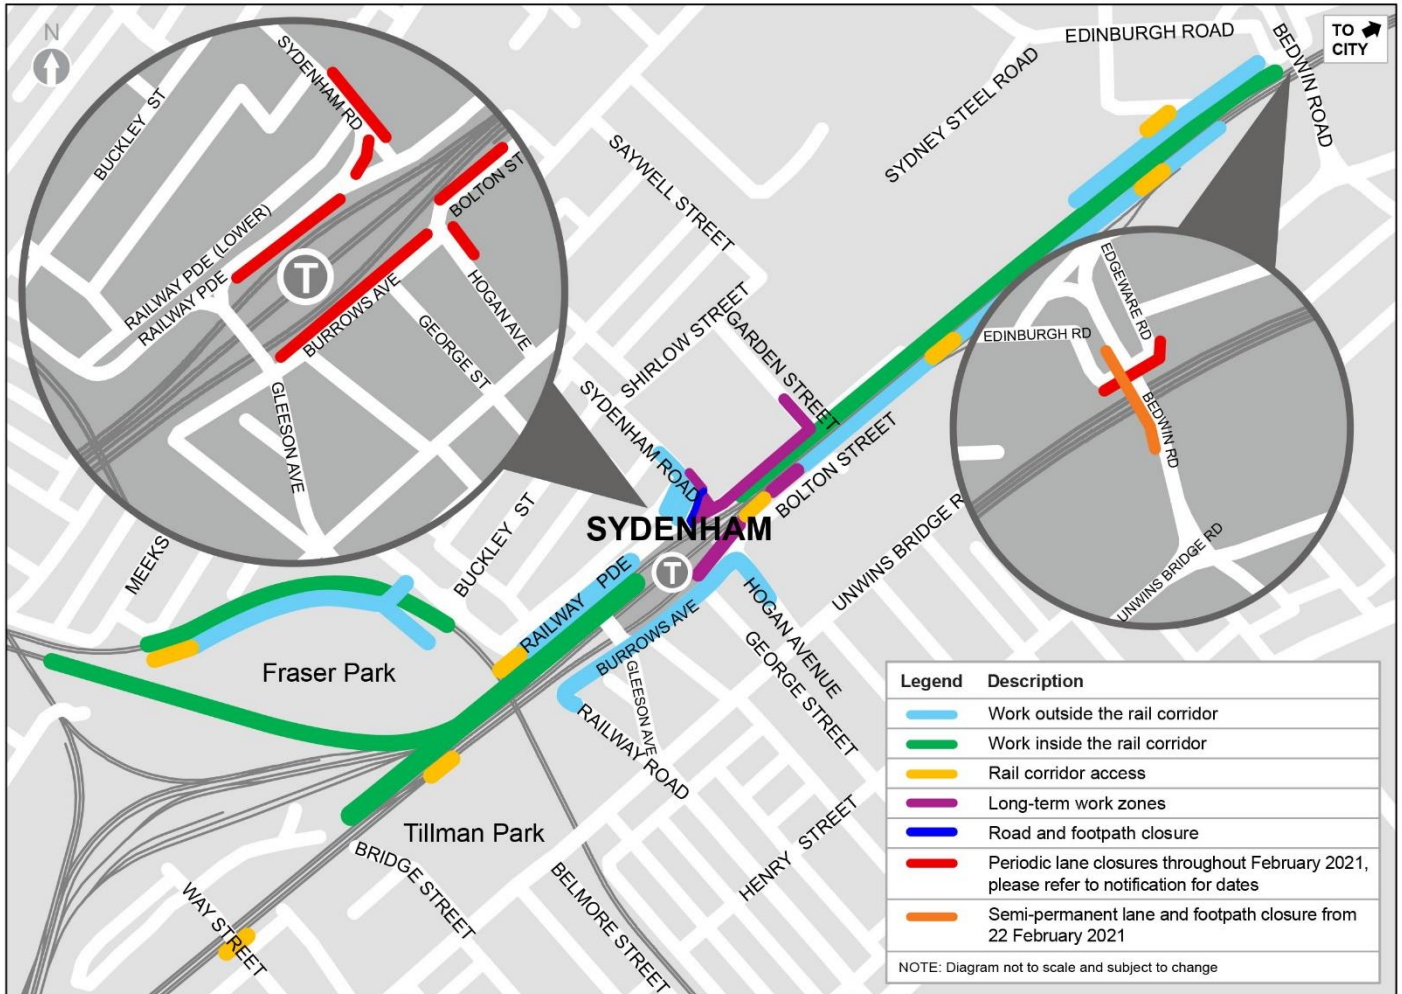 N
SYDENHAM RD
BUCKLEY ST
BOLTON ST
RAILWAY PDE (LOWER)
RAILWAY PDE
T
BURROWS AVE
HOGAN AVE
GEORGE ST
GLEESON AVE
EDINBURGH ROAD
BEDWIN ROAD
TO
CITY
SYDNEY STEEL ROAD
SAYWELL STREET
SHIRLOW STREET
GARDEN STREET
SYDENHAM ROAD
BOLTON STREET
EDGEWARE RD
EDINBURGH RD
BEDWIN RD
UNWINS BRIDGE RD
MEEKS
BUCKLEY ST
SYDENHAM
T
UNWINS BRIDGE R
RAILWAY PDE
HOGAN AVENUE
BURROWS AVE
GEORGE STREET
GLEESON AVE
RAILWAY ROAD
Fraser Park
Tillman Park
BRIDGE STREET
WAY STREET
BELMORE STREET
HENRY STREET
Legend Description
Work outside the rail corridor
Work inside the rail corridor
Rail corridor access
Long-term work zones
Road and footpath closure
Periodic lane closures throughout February 2021,
please refer to notification for dates
Semi-permanent lane and footpath closure from
22 February 2021
NOTE: Diagram not to scale and subject to change